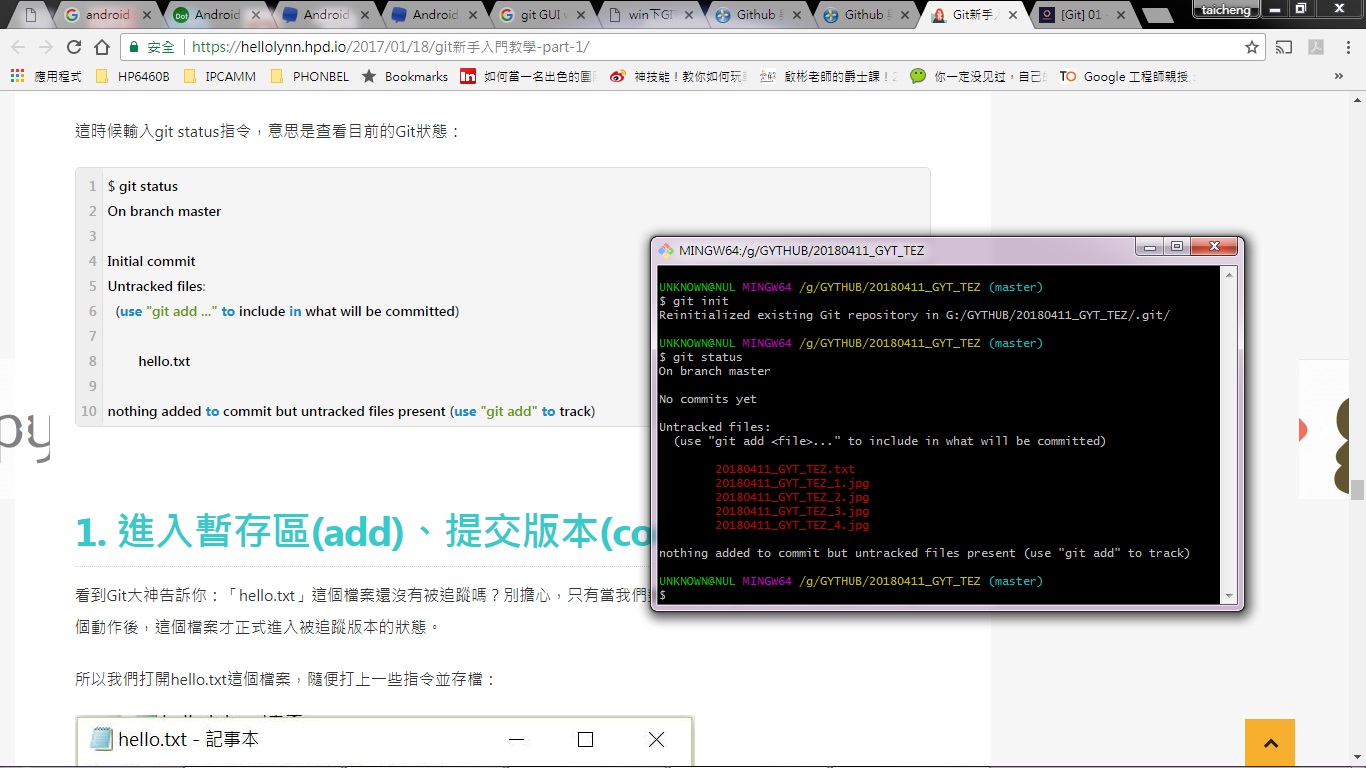 android
Android
Android
Android
git GUI
win下GI
Github
Github
Git新手
[Git] 01
taicheng
安全 https://hellolynn.hpd.io/2017/01/18/git新手入門教學-part-1/
應用程式 HP6460B IPCAMM PHONBEL Bookmarks 如何當一名出色的 神技能！教你如何玩 啟彬老師的爵士課！ 你一定没见过，自己 Google 工程師親授 »
這時候輸入git status指令，意思是查看目前的Git狀態：
1 $ git status
2 On branch master
3
4 Initial commit
5 Untracked files:
6 (use "git add ..." to include in what will be committed)
7
8 hello.txt
9
10 nothing added to commit but untracked files present (use "git add" to track)
1. 進入暫存區(add)、提交版本(co
看到Git大神告訴你：「hello.txt」這個檔案還沒有被追蹤嗎？別擔心，只有當我們
個動作後，這個檔案才正式進入被追蹤版本的狀態。
所以我們打開hello.txt這個檔案，隨便打上一些指令並存檔：
hello.txt - 記事本
py
MINGW64:/g/GYTHUB/20180411_GYT_TEZ
UNKNOWN@NUL MINGW64 /g/GYTHUB/20180411_GYT_TEZ (master)
$ git init
Reinitialized existing Git repository in G:/GYTHUB/20180411_GYT_TEZ/.git/
UNKNOWN@NUL MINGW64 /g/GYTHUB/20180411_GYT_TEZ (master)
$ git status
On branch master
No commits yet
Untracked files:
(use "git add <file>..." to include in what will be committed)
20180411_GYT_TEZ.txt
20180411_GYT_TEZ_1.jpg
20180411_GYT_TEZ_2.jpg
20180411_GYT_TEZ_3.jpg
20180411_GYT_TEZ_4.jpg
nothing added to commit but untracked files present (use "git add" to track)
UNKNOWN@NUL MINGW64 /g/GYTHUB/20180411_GYT_TEZ (master)
$